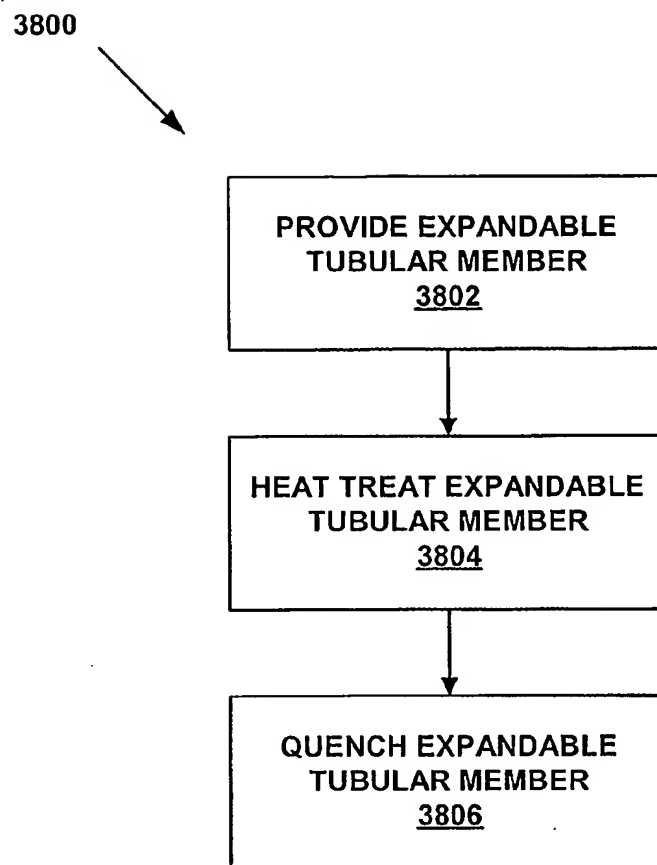 3800
PROVIDE EXPANDABLE
TUBULAR MEMBER
3802
HEAT TREAT EXPANDABLE
TUBULAR MEMBER
3804
QUENCH EXPANDABLE
TUBULAR MEMBER
3806